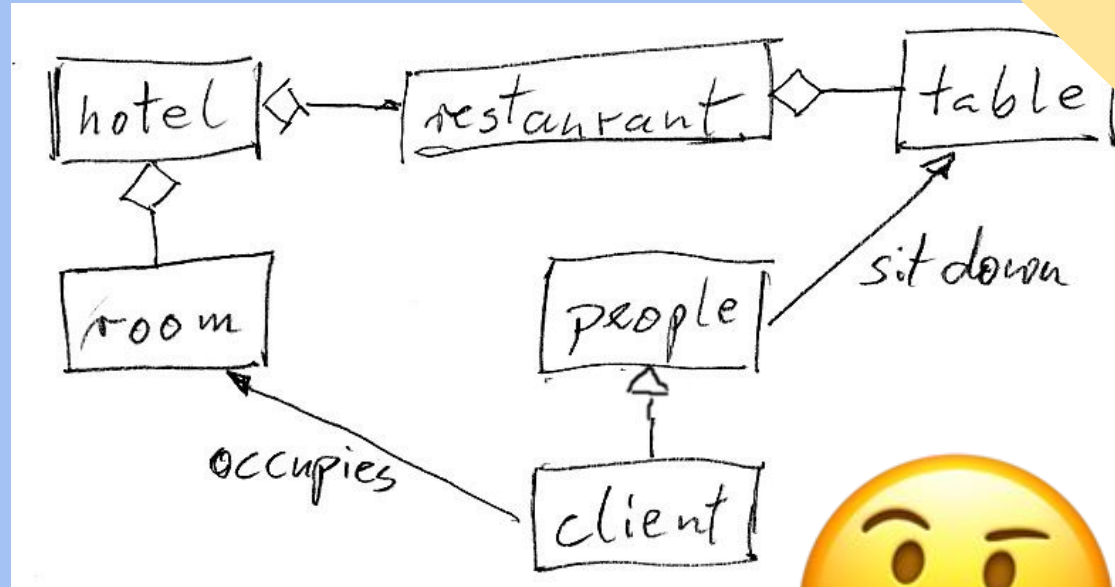 hotel
restaurant
table
room
people
sit down
occupies
client